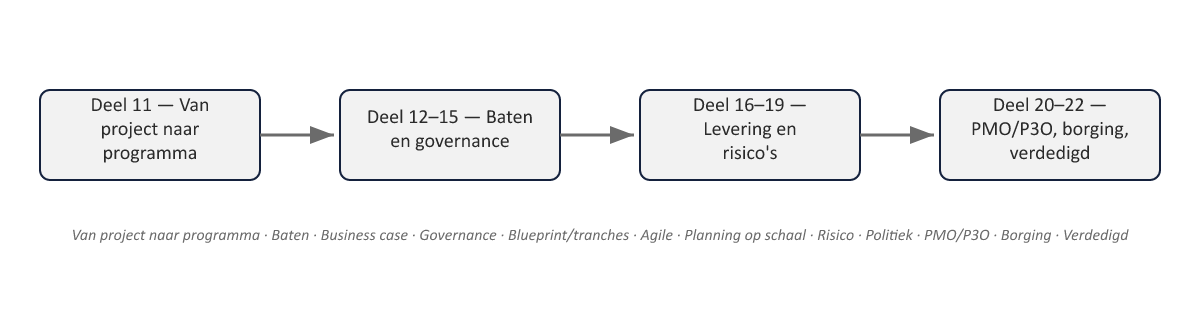 Deel 11 — Van
project naar
programma
Deel 12–15 — Baten
en governance
Deel 16–19 —
Levering en
risico's
Deel 20–22 —
PMO/P3O, borging,
verdedigd
Van project naar programma · Baten · Business case · Governance · Blueprint/tranches · Agile · Planning op schaal · Risico · Politiek · PMO/P3O · Borging · Verdedigd